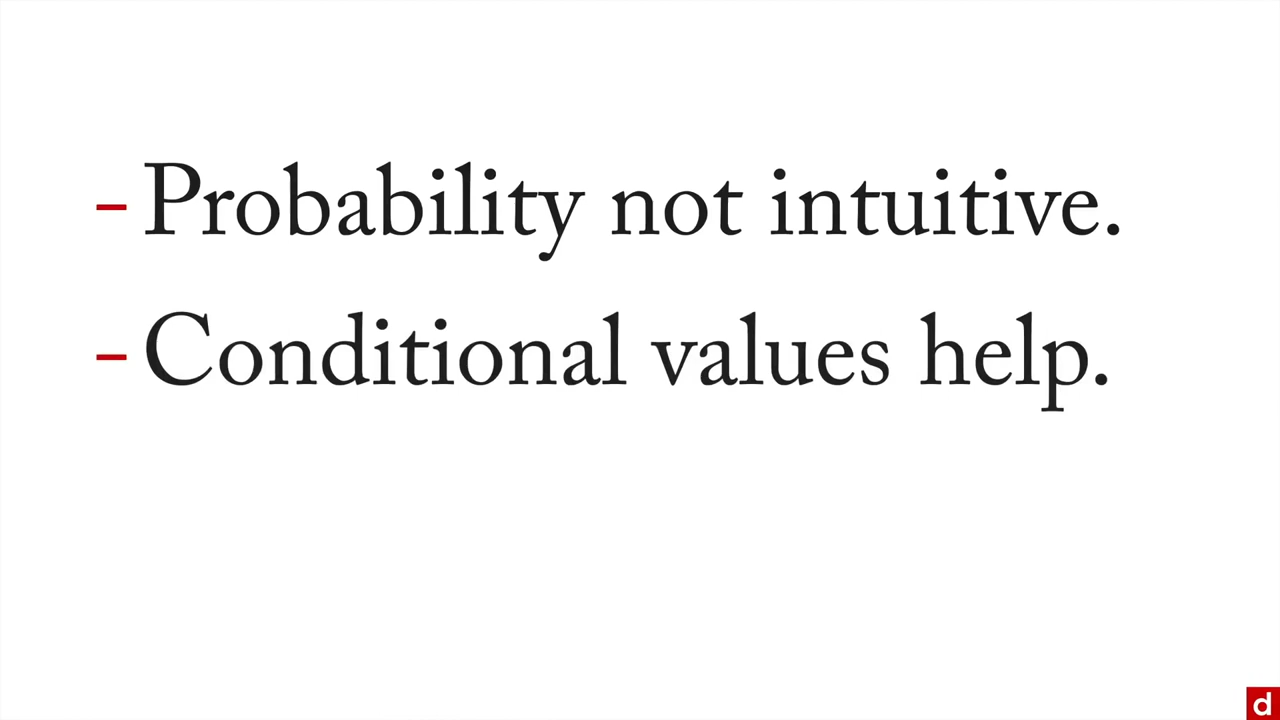 - Probability not intuitive.
- Conditional values help.
d